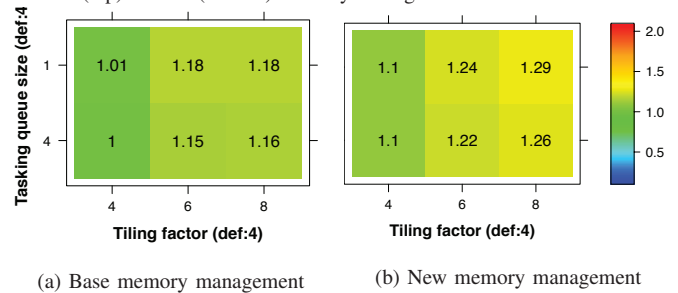 Tasking queue size (def:4
1
1.01 1.18 1.18
4
1 1.15 1.16
4 6 8
Tiling factor (def:4)
(a) Base memory management
1.1 1.24 1.29
1.1 1.22 1.26
4 6 8
Tiling factor (def:4)
(b) New memory management
2.0
1.5
1.0
0.5